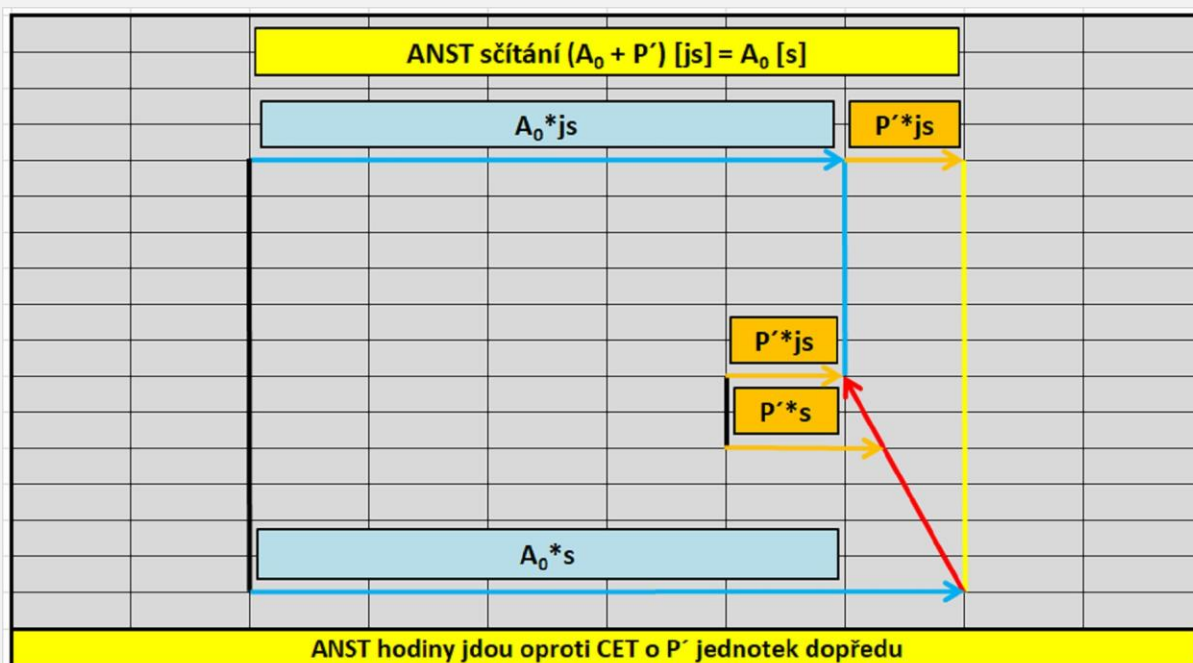 ANST sčítání (A₀ + P´) [js] = A₀ [s]
A₀*js
P´*js
P´*js
P´*s
A₀*s
ANST hodiny jdou oproti CET o P´ jednotek dopředu